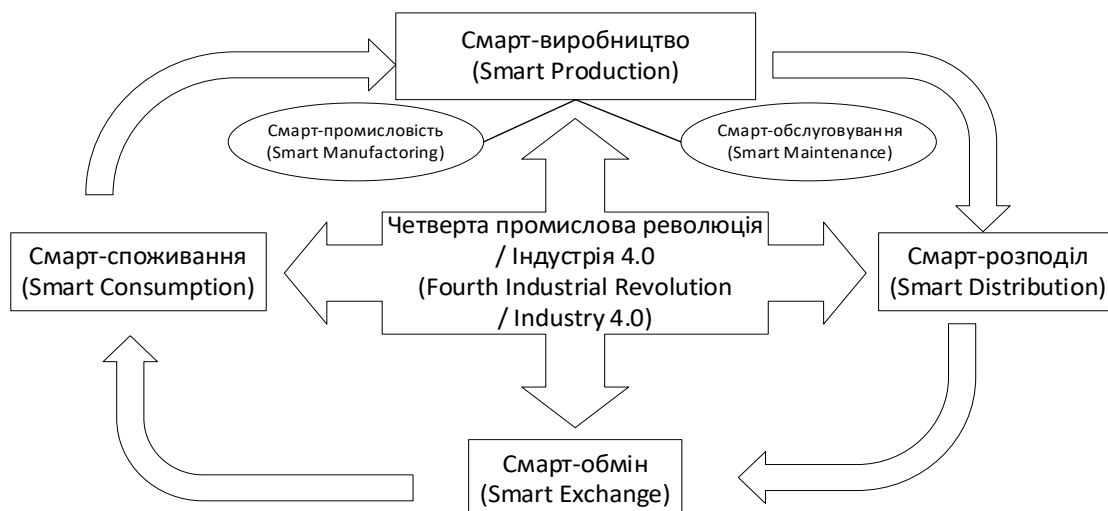 Смарт-виробництво
(Smart Production)
Смарт-промисловість
(Smart Manufactoring)
Смарт-обслуговування
(Smart Maintenance)
Четверта промислова революція
/ Індустрія 4.0
(Fourth Industrial Revolution
/ Industry 4.0)
Смарт-споживання
(Smart Consumption)
Смарт-розподіл
(Smart Distribution)
Смарт-обмін
(Smart Exchange)